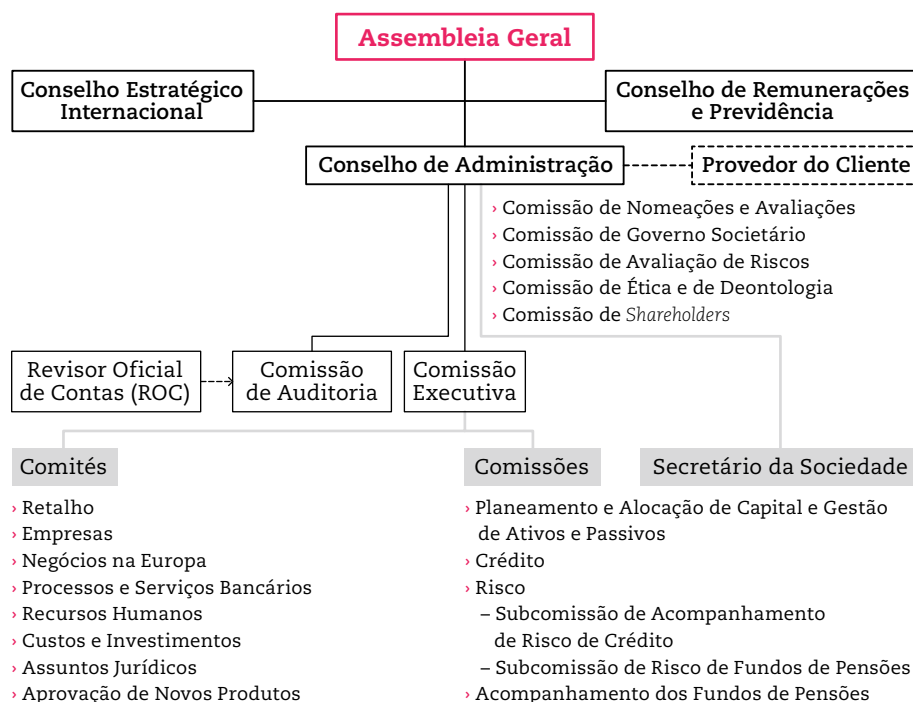 Assembleia Geral
Conselho Estratégico
Internacional
Conselho de Remunerações
e Previdência
Conselho de Administração
Provedor do Cliente
› Comissão de Nomeações e Avaliações
› Comissão de Governo Societário
› Comissão de Avaliação de Riscos
› Comissão de Ética e de Deontologia
› Comissão de Shareholders
Revisor Oficial
de Contas (ROC)
Comissão
de Auditoria
Comissão
Executiva
Comités
› Retalho
› Empresas
› Negócios na Europa
› Processos e Serviços Bancários
› Recursos Humanos
› Custos e Investimentos
› Assuntos Jurídicos
› Aprovação de Novos Produtos
Comissões
› Planeamento e Alocação de Capital e Gestão
de Ativos e Passivos
› Crédito
› Risco
– Subcomissão de Acompanhamento
de Risco de Crédito
– Subcomissão de Risco de Fundos de Pensões
› Acompanhamento dos Fundos de Pensões
Secretário da Sociedade